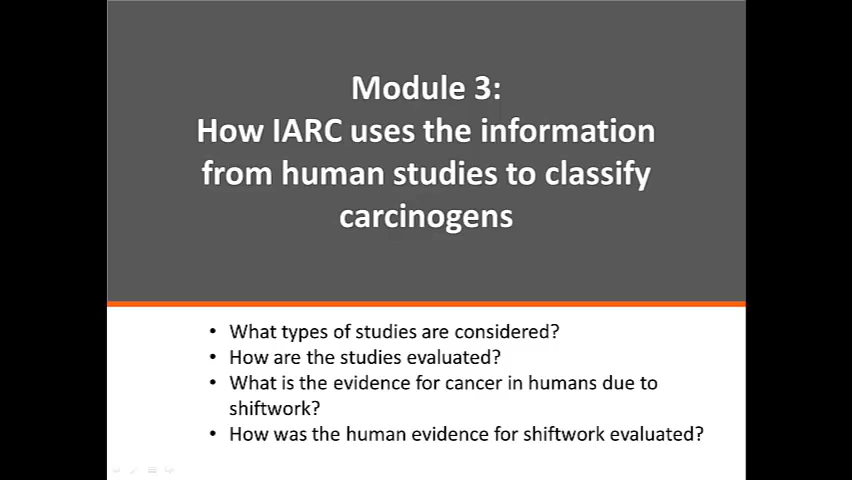 Module 3:
How IARC uses the information
from human studies to classify
carcinogens
• What types of studies are considered?
• How are the studies evaluated?
• What is the evidence for cancer in humans due to
shiftwork?
• How was the human evidence for shiftwork evaluated?